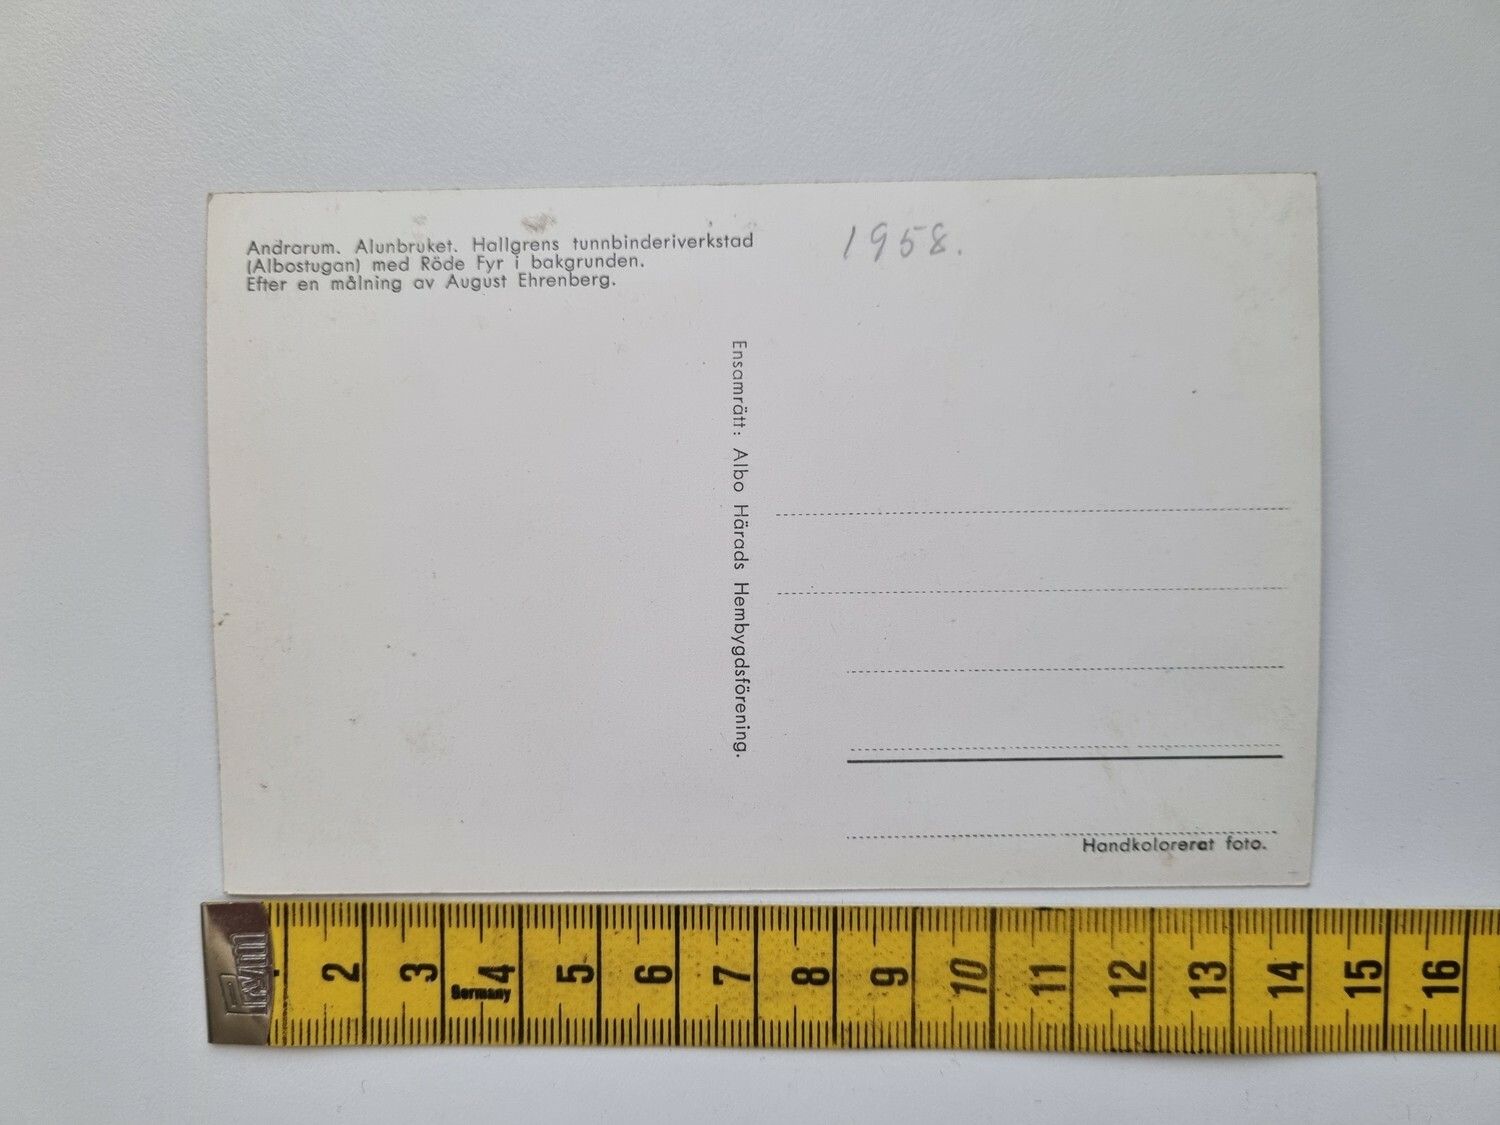 Andrarum. Alunbruket. Hallgrens tunnbinderiverkstad
(Albostugan) med Röde Fyr i bakgrunden.
Efter en målning av August Ehrenberg.
1958.
Ensamrätt: Albo Härads Hembygdsförening.
Handkolorerat foto.
Prym
2 3 4 5 6 7 8 9 10 11 12 13 14 15 16
Germany